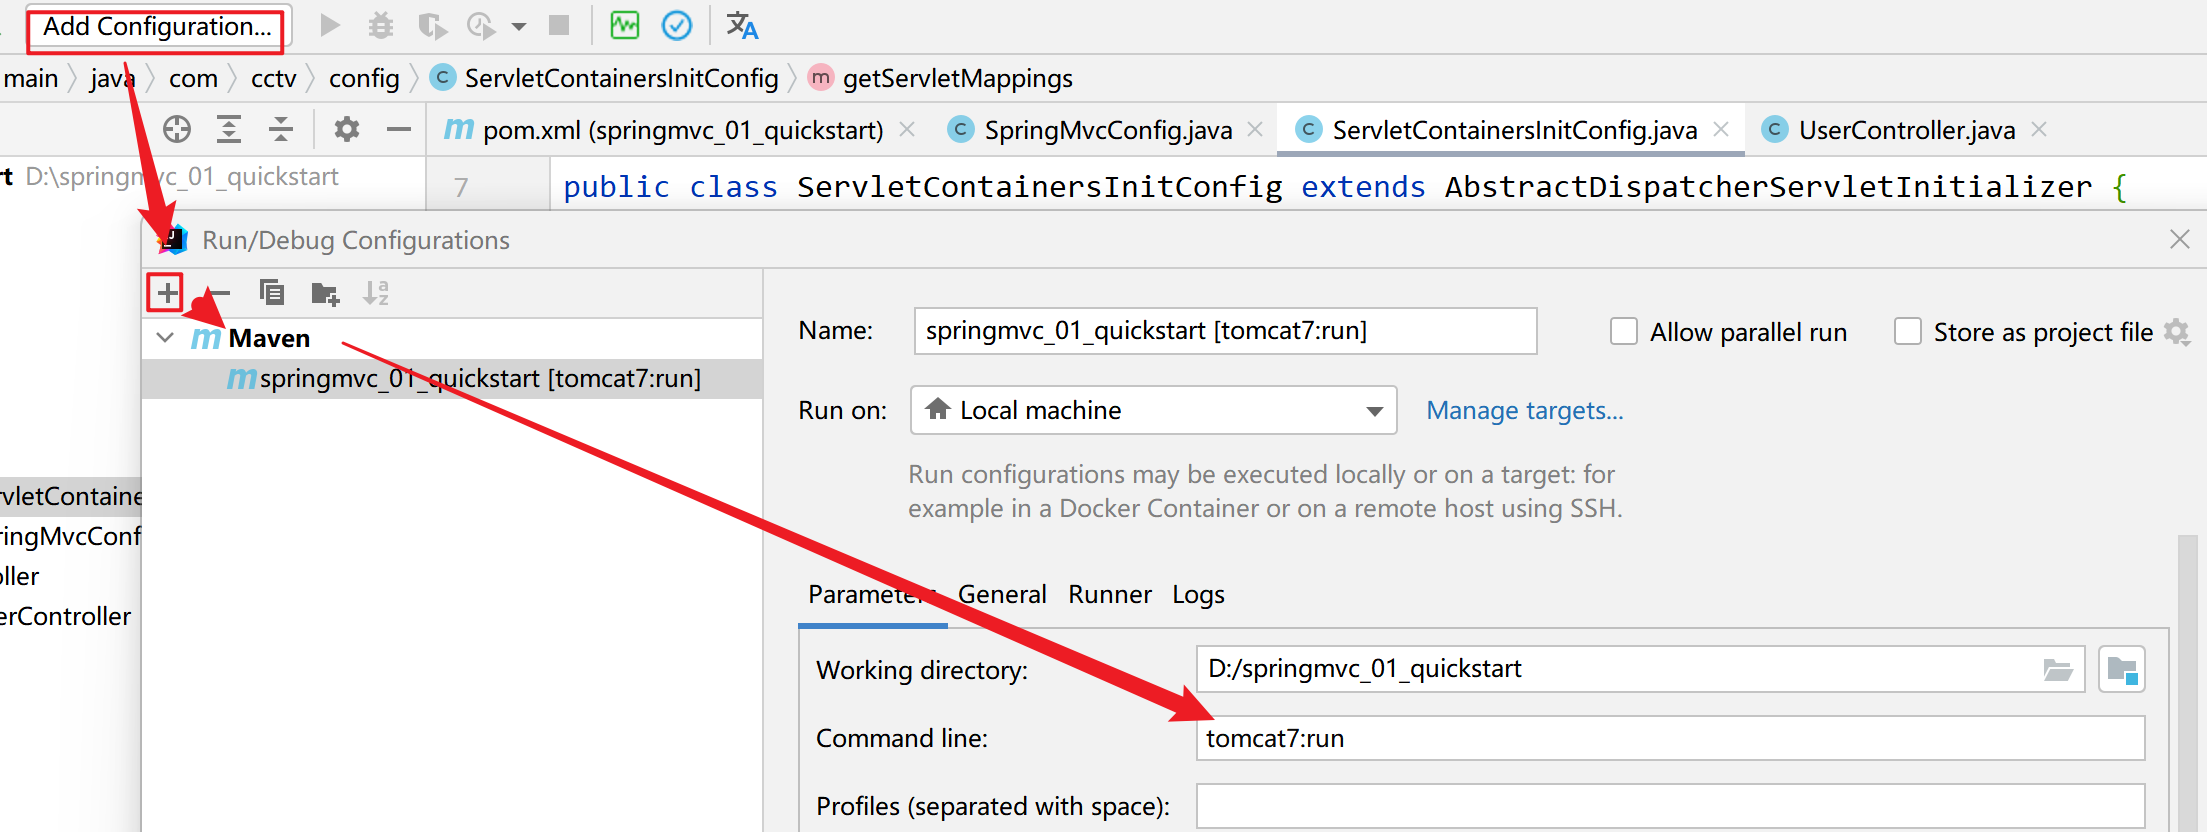 Add Configuration...
main java com cctv config ServletContainersInitConfig getServletMappings
pom.xml (springmvc_01_quickstart) SpringMvcConfig.java ServletContainersInitConfig.java UserController.java
D:\springmvc_01_quickstart
7 public class ServletContainersInitConfig extends AbstractDispatcherServletInitializer {
Run/Debug Configurations
Maven
springmvc_01_quickstart [tomcat7:run]
Name: springmvc_01_quickstart [tomcat7:run] Allow parallel run Store as project file
Run on: Local machine Manage targets...
Run configurations may be executed locally or on a target: for
example in a Docker Container or on a remote host using SSH.
rvletContaine
ringMvcConf
oller
erController
Parameters General Runner Logs
Working directory: D:/springmvc_01_quickstart
Command line: tomcat7:run
Profiles (separated with space):